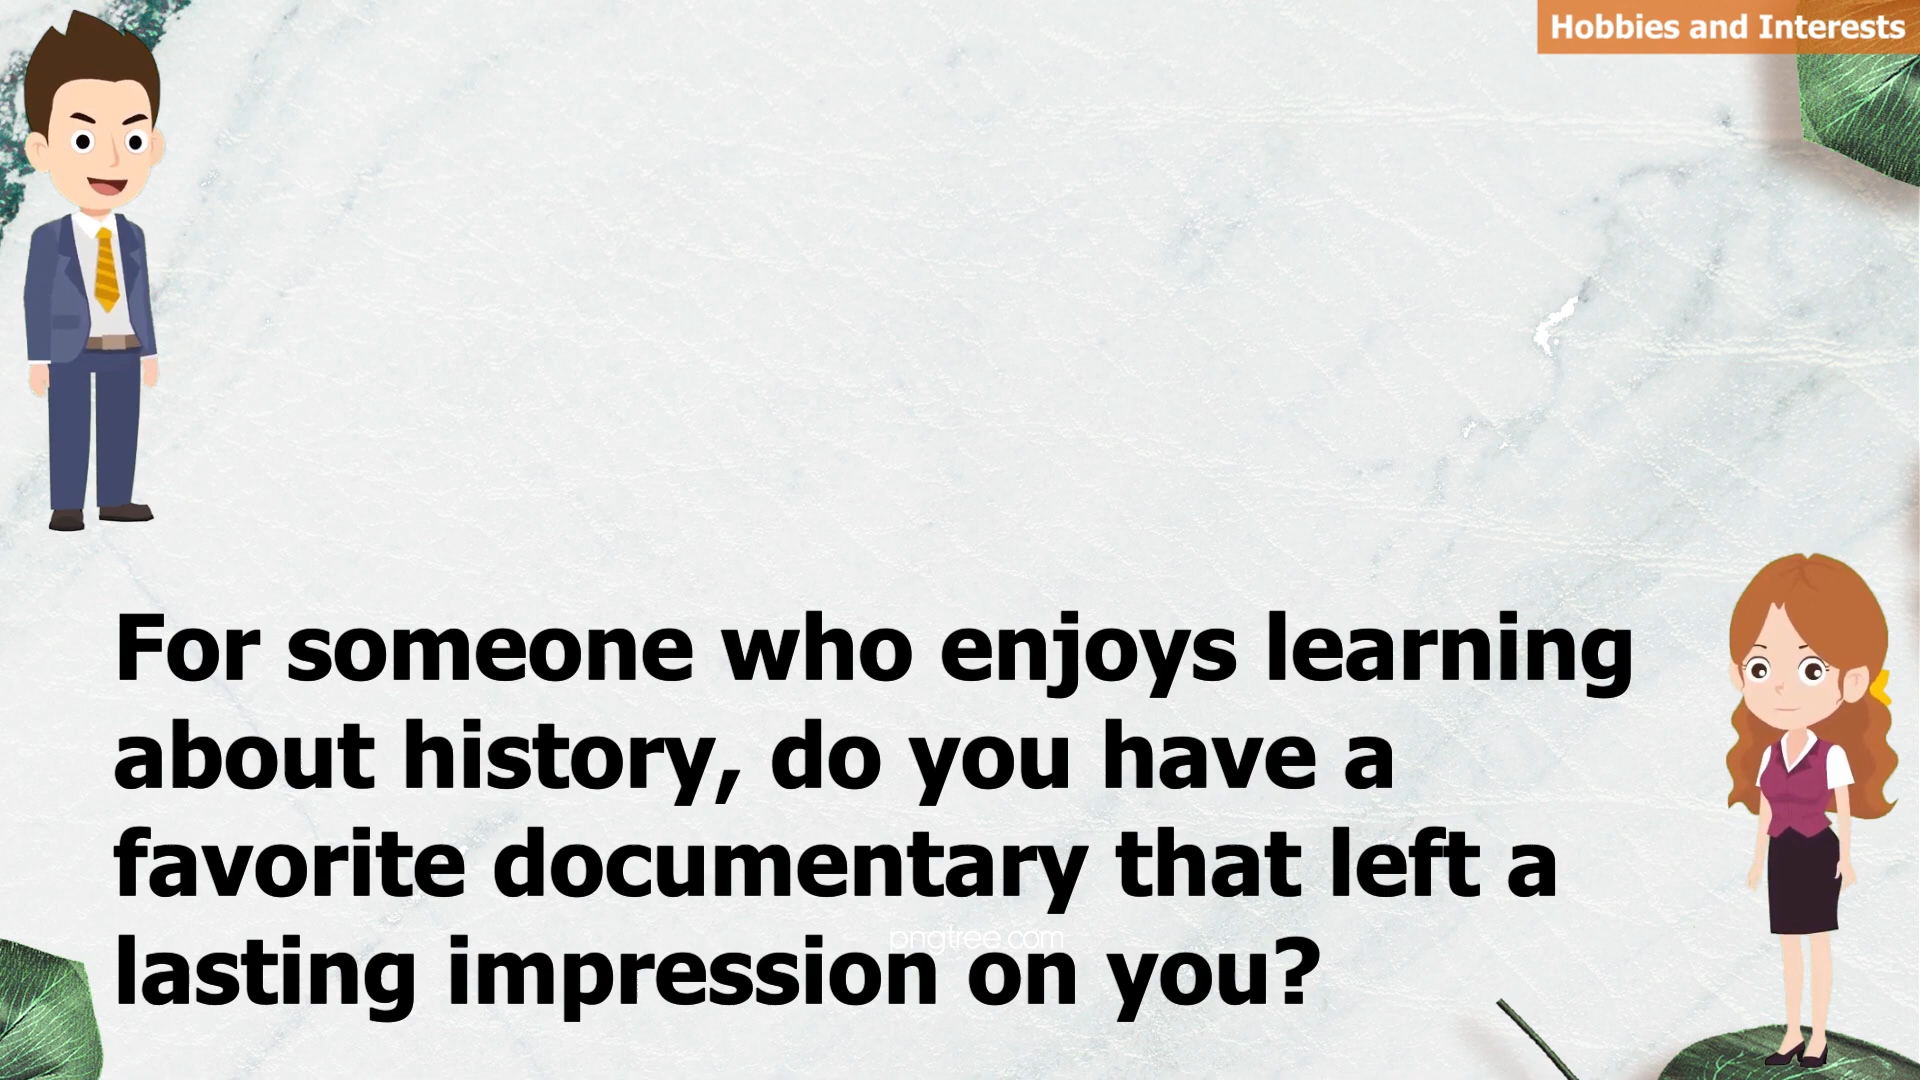 Hobbies and Interests
For someone who enjoys learning
about history, do you have a
favorite documentary that left a
lasting impression on you?
pngtree.com